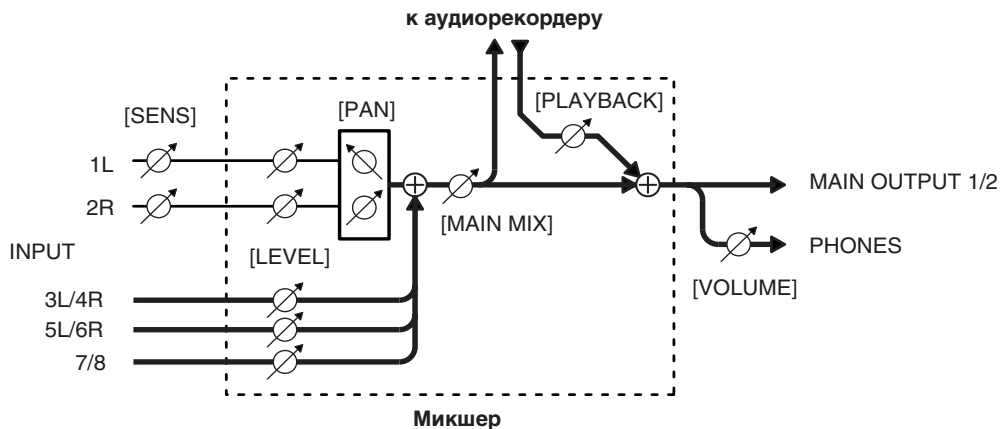 к аудиорекордеру
[PLAYBACK]
[PAN]
[SENS]
1L
2R
MAIN OUTPUT 1/2
[MAIN MIX]
INPUT
[LEVEL]
PHONES
[VOLUME]
3L/4R
5L/6R
7/8
Микшер